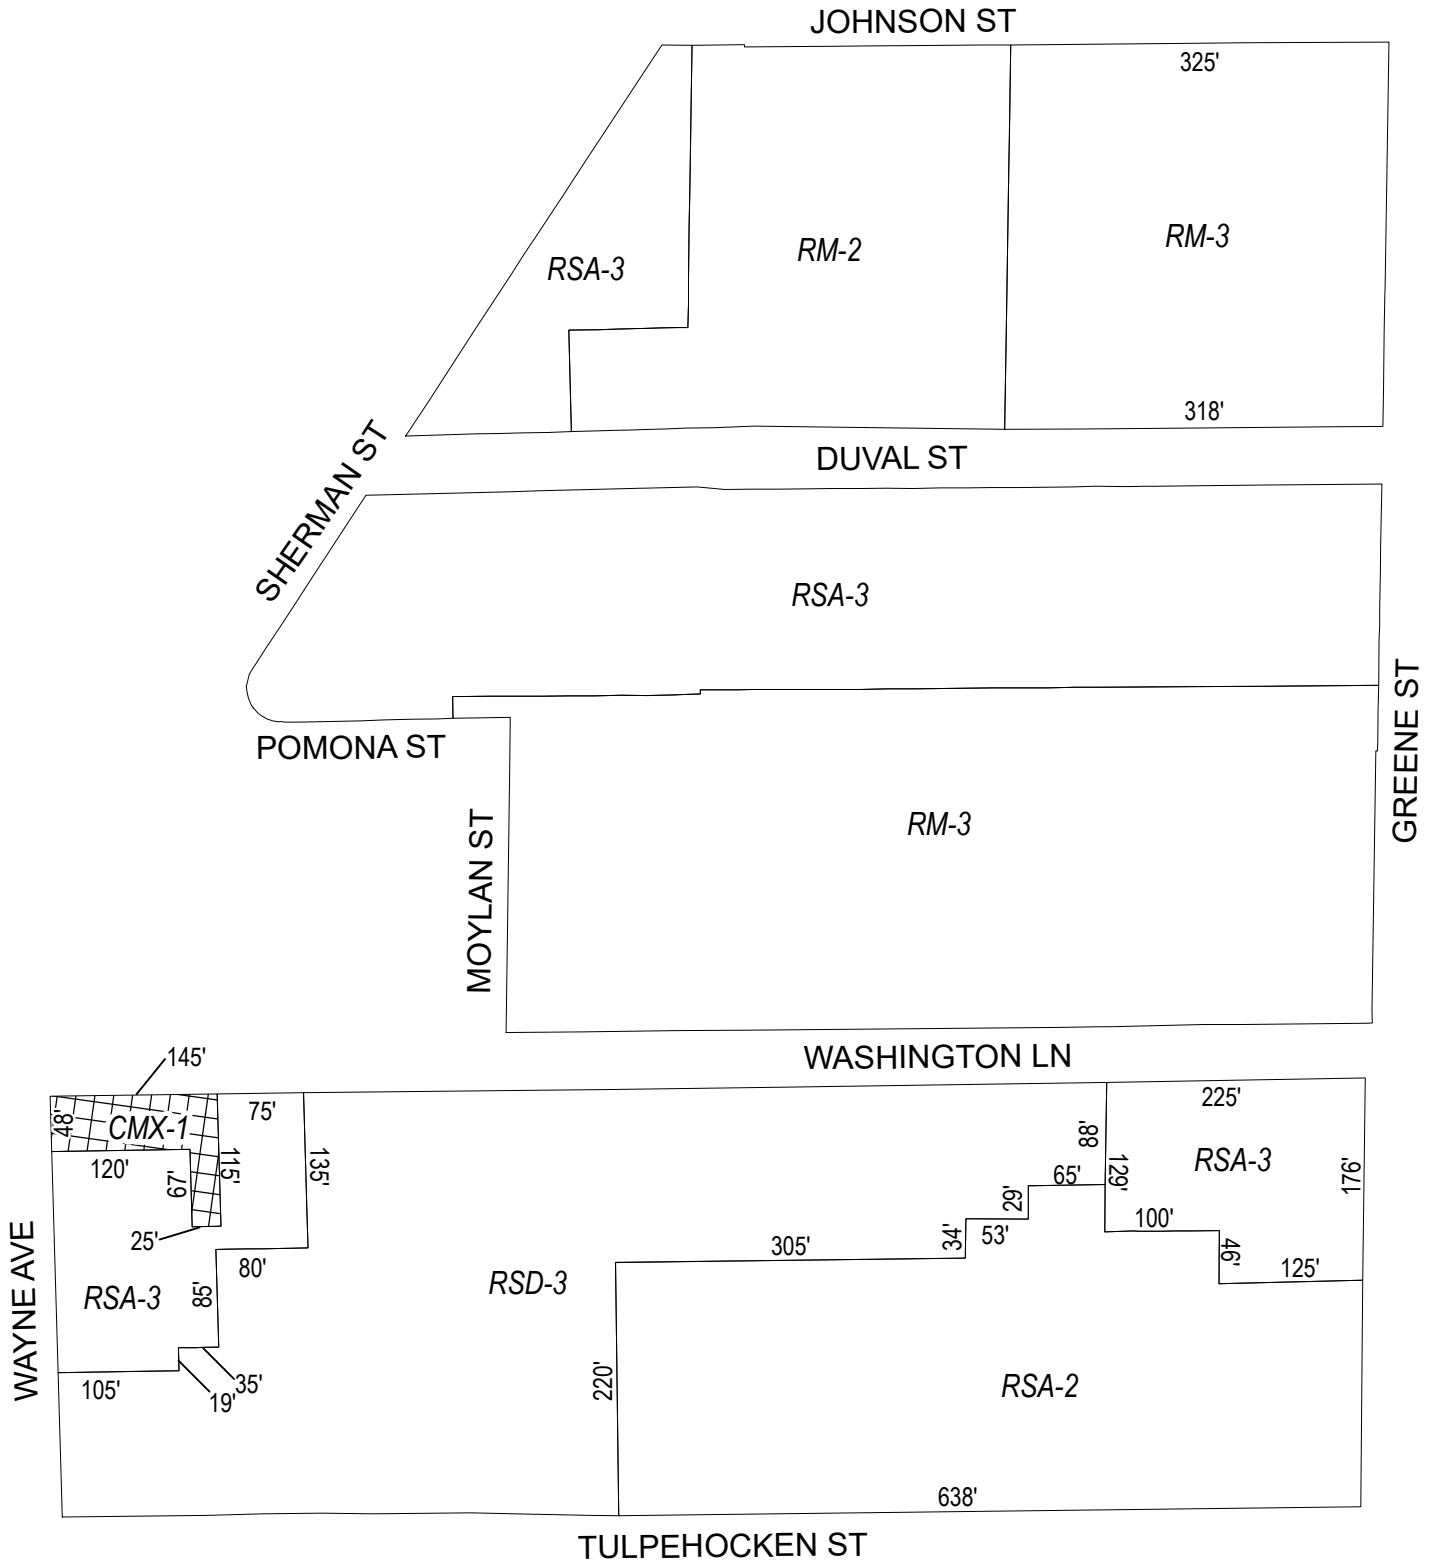 JOHNSON ST
325'
RM-2
RM-3
RSA-3
318'
DUVAL ST
SHERMAN ST
RSA-3
GREENE ST
POMONA ST
RM-3
MOYLAN ST
WASHINGTON LN
145'
48'
CMX-1
75'
120'
67'
115'
135'
25'
80'
85'
RSA-3
WAYNE AVE
105'
19'
35'
RSD-3
305'
34'
53'
29'
65'
88'
129'
225'
RSA-3
176'
100'
46'
125'
220'
RSA-2
638'
TULPEHOCKEN ST